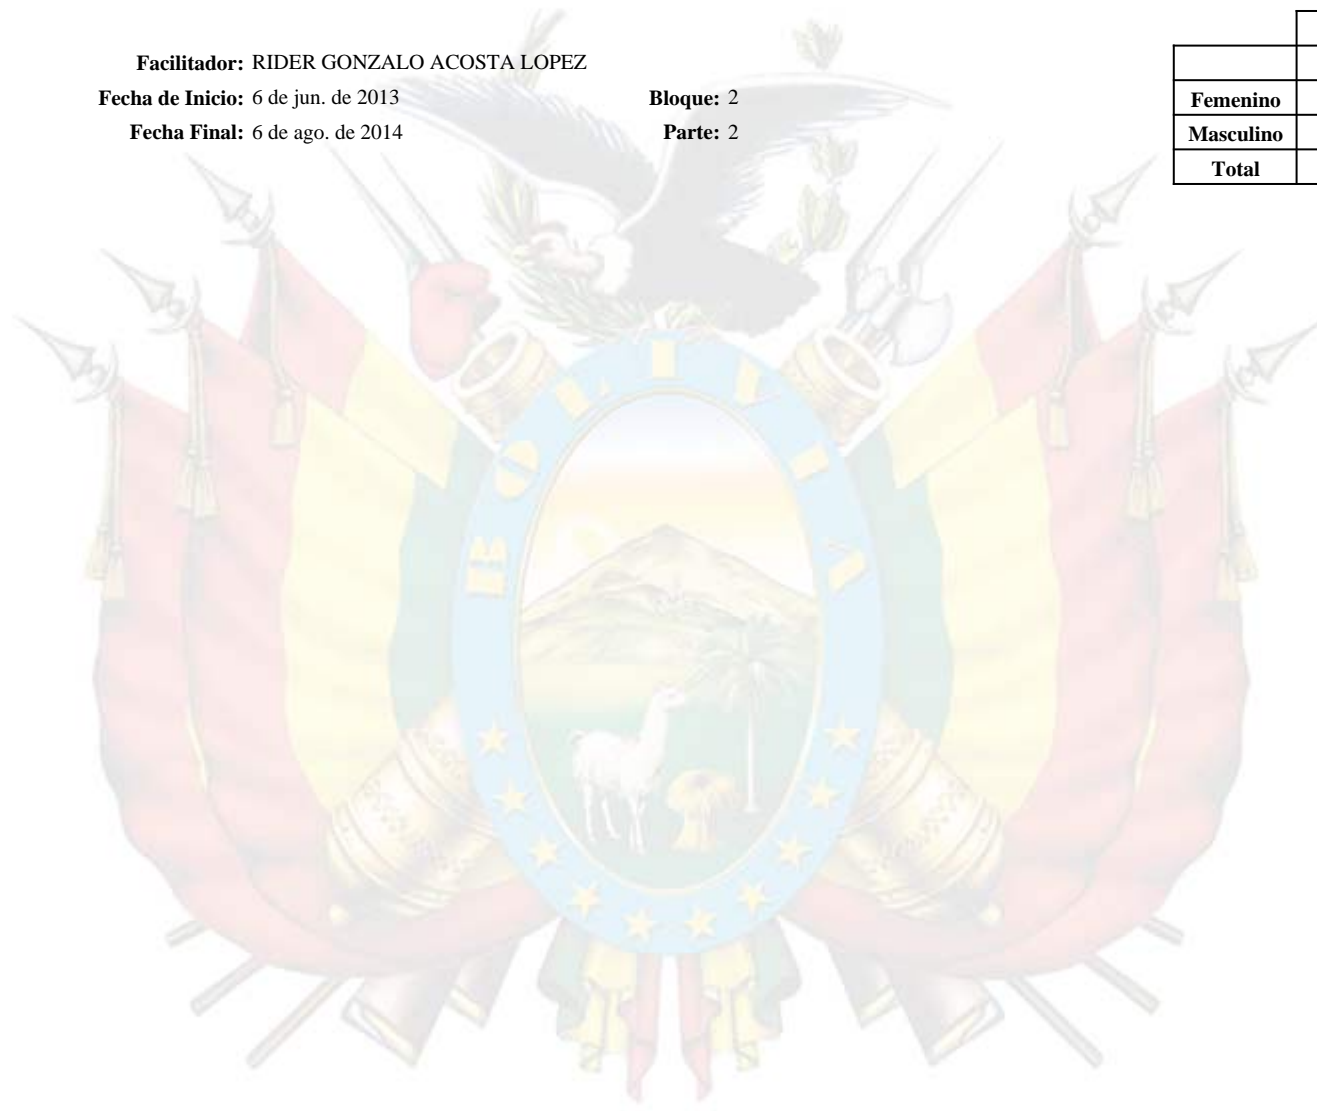 Facilitador: RIDER GONZALO ACOSTA LOPEZ
Fecha de Inicio: 6 de jun. de 2013 Bloque: 2
Fecha Final: 6 de ago. de 2014 Parte: 2
Femenino
Masculino
Total
BOLIVIA